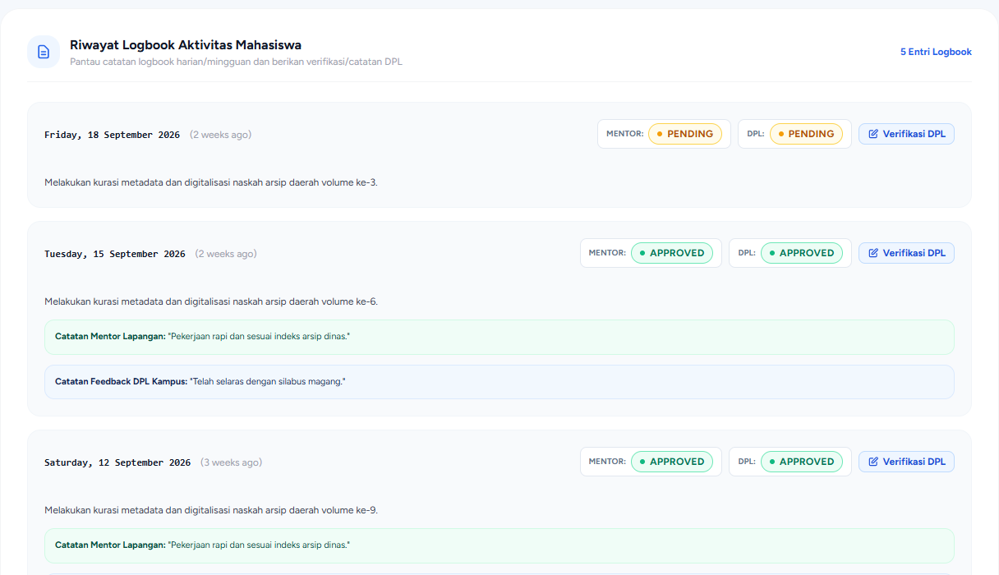 Riwayat Logbook Aktivitas Mahasiswa
Pantau catatan logbook harian/mingguan dan berikan verifikasi/catatan DPL
5 Entri Logbook
Friday, 18 September 2026 (2 weeks ago)
MENTOR: PENDING DPL: PENDING Verifikasi DPL
Melakukan kurasi metadata dan digitalisasi naskah arsip daerah volume ke-3.
Tuesday, 15 September 2026 (2 weeks ago)
MENTOR: APPROVED DPL: APPROVED Verifikasi DPL
Melakukan kurasi metadata dan digitalisasi naskah arsip daerah volume ke-6.
Catatan Mentor Lapangan: "Pekerjaan rapi dan sesuai indeks arsip dinas."
Catatan Feedback DPL Kampus: "Telah selaras dengan silabus magang."
Saturday, 12 September 2026 (3 weeks ago)
MENTOR: APPROVED DPL: APPROVED Verifikasi DPL
Melakukan kurasi metadata dan digitalisasi naskah arsip daerah volume ke-9.
Catatan Mentor Lapangan: "Pekerjaan rapi dan sesuai indeks arsip dinas."